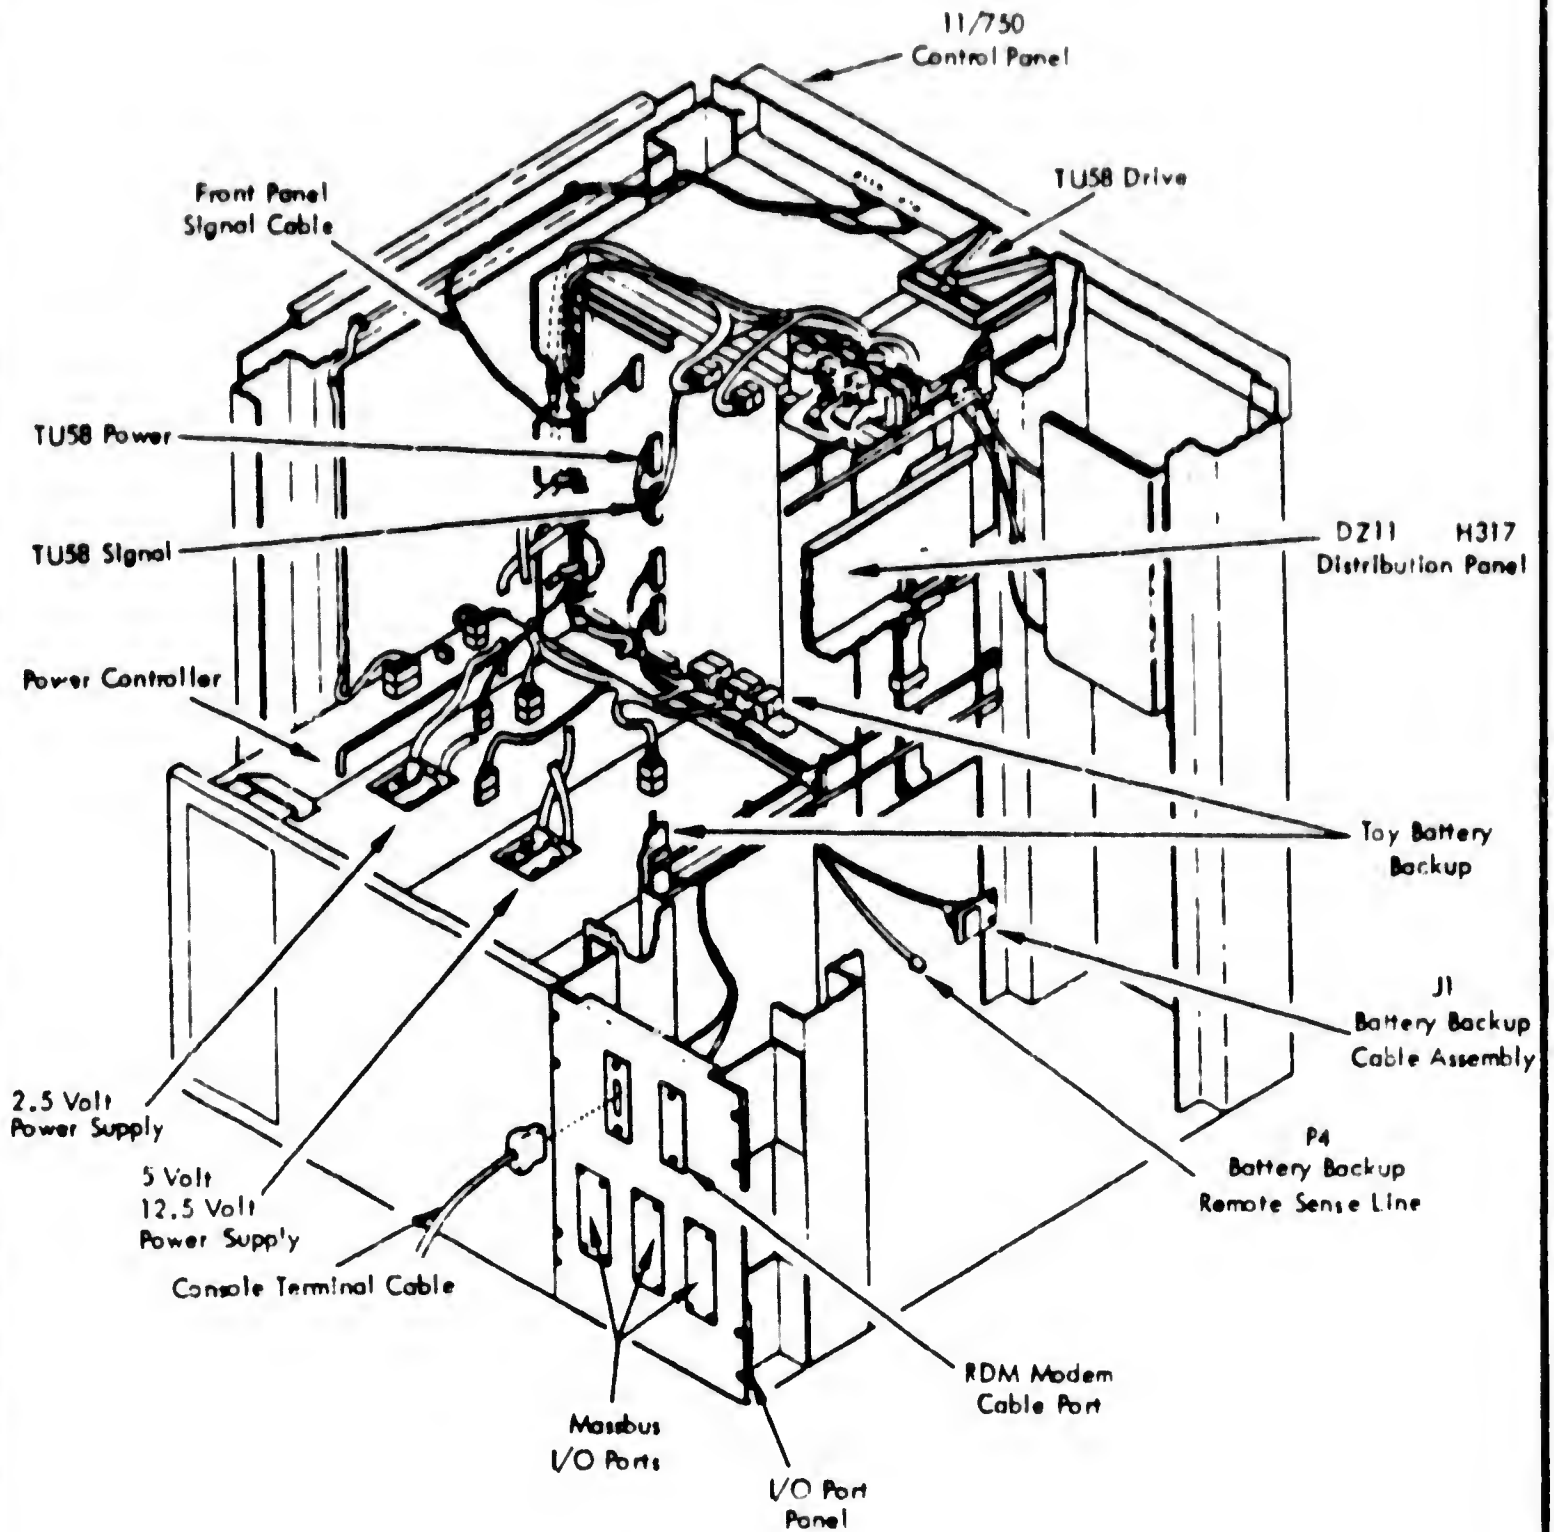 11/750
Control Panel
TU58 Drive
Front Panel
Signal Cable
TU58 Power
TU58 Signal
DZ11 H317
Distribution Panel
Power Controller
Toy Battery
Backup
J1
Battery Backup
Cable Assembly
2.5 Volt
Power Supply
P4
Battery Backup
Remote Sense Line
5 Volt
12.5 Volt
Power Supply
Console Terminal Cable
RDM Modem
Cable Port
Massbus
I/O Ports
I/O Port
Panel